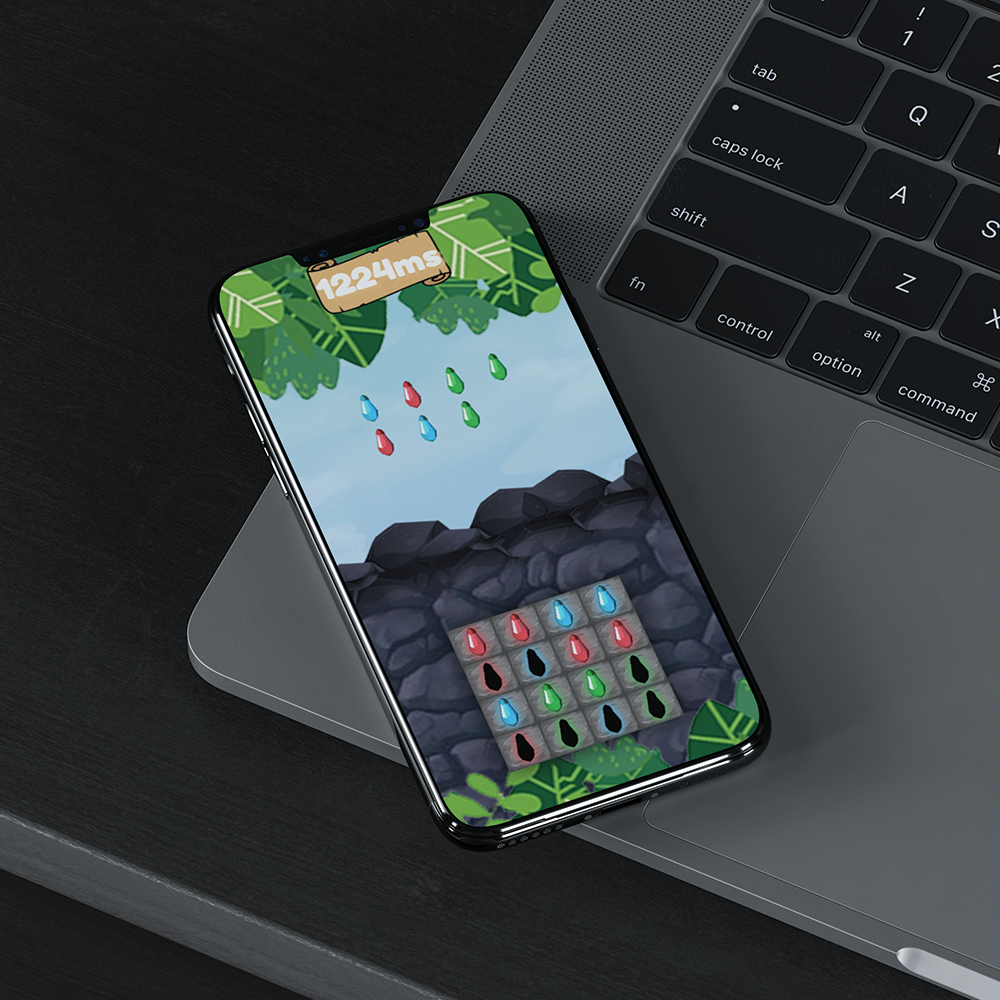 1224ms
!
1
2
tab
Q
caps lock
A
S
shift
Z
X
fn
control
alt
option
⌘
command